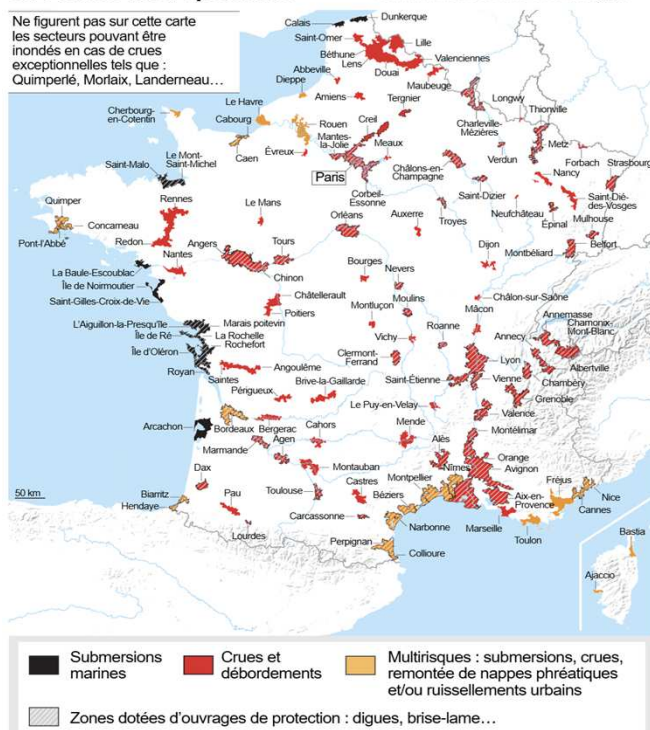 Ne figurent pas sur cette carte
les secteurs pouvant être
inondés en cas de crues
exceptionnelles tels que :
Quimperlé, Morlaix, Landerneau…
Calais
Dunkerque
Saint-Omer
Lille
Béthune
Lens
Douai
Valenciennes
Maubeuge
Abbeville
Dieppe
Amiens
Tergnier
Charleville-
Mézières
Longwy
Thionville
Cherbourg-
en-Cotentin
Le Havre
Cabourg
Caen
Rouen
Mantes-
la-Jolie
Évreux
Creil
Meaux
Paris
Corbeil-
Essonne
Châlons-en-
Champagne
Verdun
Metz
Forbach
Strasbourg
Nancy
Saint-Dizier
Saint-Dié-
des-Vosges
Neufchâteau
Épinal
Mulhouse
Troyes
Belfort
Montbéliard
Saint-Malo
Le Mont-
Saint-Michel
Quimper
Concarneau
Pont-l'Abbé
Rennes
Redon
Le Mans
Orléans
Auxerre
Dijon
Angers
Tours
Nantes
Chinon
Bourges
Nevers
La Baule-Escoublac
Île de Noirmoutier
Saint-Gilles-Croix-de-Vie
Châtellerault
Poitiers
Montluçon
Moulins
Châlon-sur-Saône
Mâcon
Annemasse
Chamonix-
Mont-Blanc
L'Aiguillon-la-Presqu'île
Marais poitevin
Île de Ré
La Rochelle
Rochefort
Île d'Oléron
Royan
Saintes
Angoulême
Vichy
Roanne
Clermont-
Ferrand
Annecy
Lyon
Albertville
Chambéry
Saint-Étienne
Vienne
Grenoble
Périgueux
Brive-la-Gaillarde
Le Puy-en-Velay
Valence
Arcachon
Bordeaux
Bergerac
Cahors
Mende
Montélimar
Marmande
Agen
Alès
Orange
Avignon
Nîmes
Montpellier
Dax
Montauban
Castres
Béziers
Toulouse
Carcassonne
Aix-en-
Provence
Fréjus
Nice
Cannes
50 km
Biarritz
Hendaye
Pau
Lourdes
Narbonne
Marseille
Toulon
Perpignan
Collioure
Bastia
Ajaccio
Submersions
marines
Crues et
débordements
Multirisques : submersions, crues,
remontée de nappes phréatiques
et/ou ruissellements urbains
Zones dotées d'ouvrages de protection : digues, brise-lame…